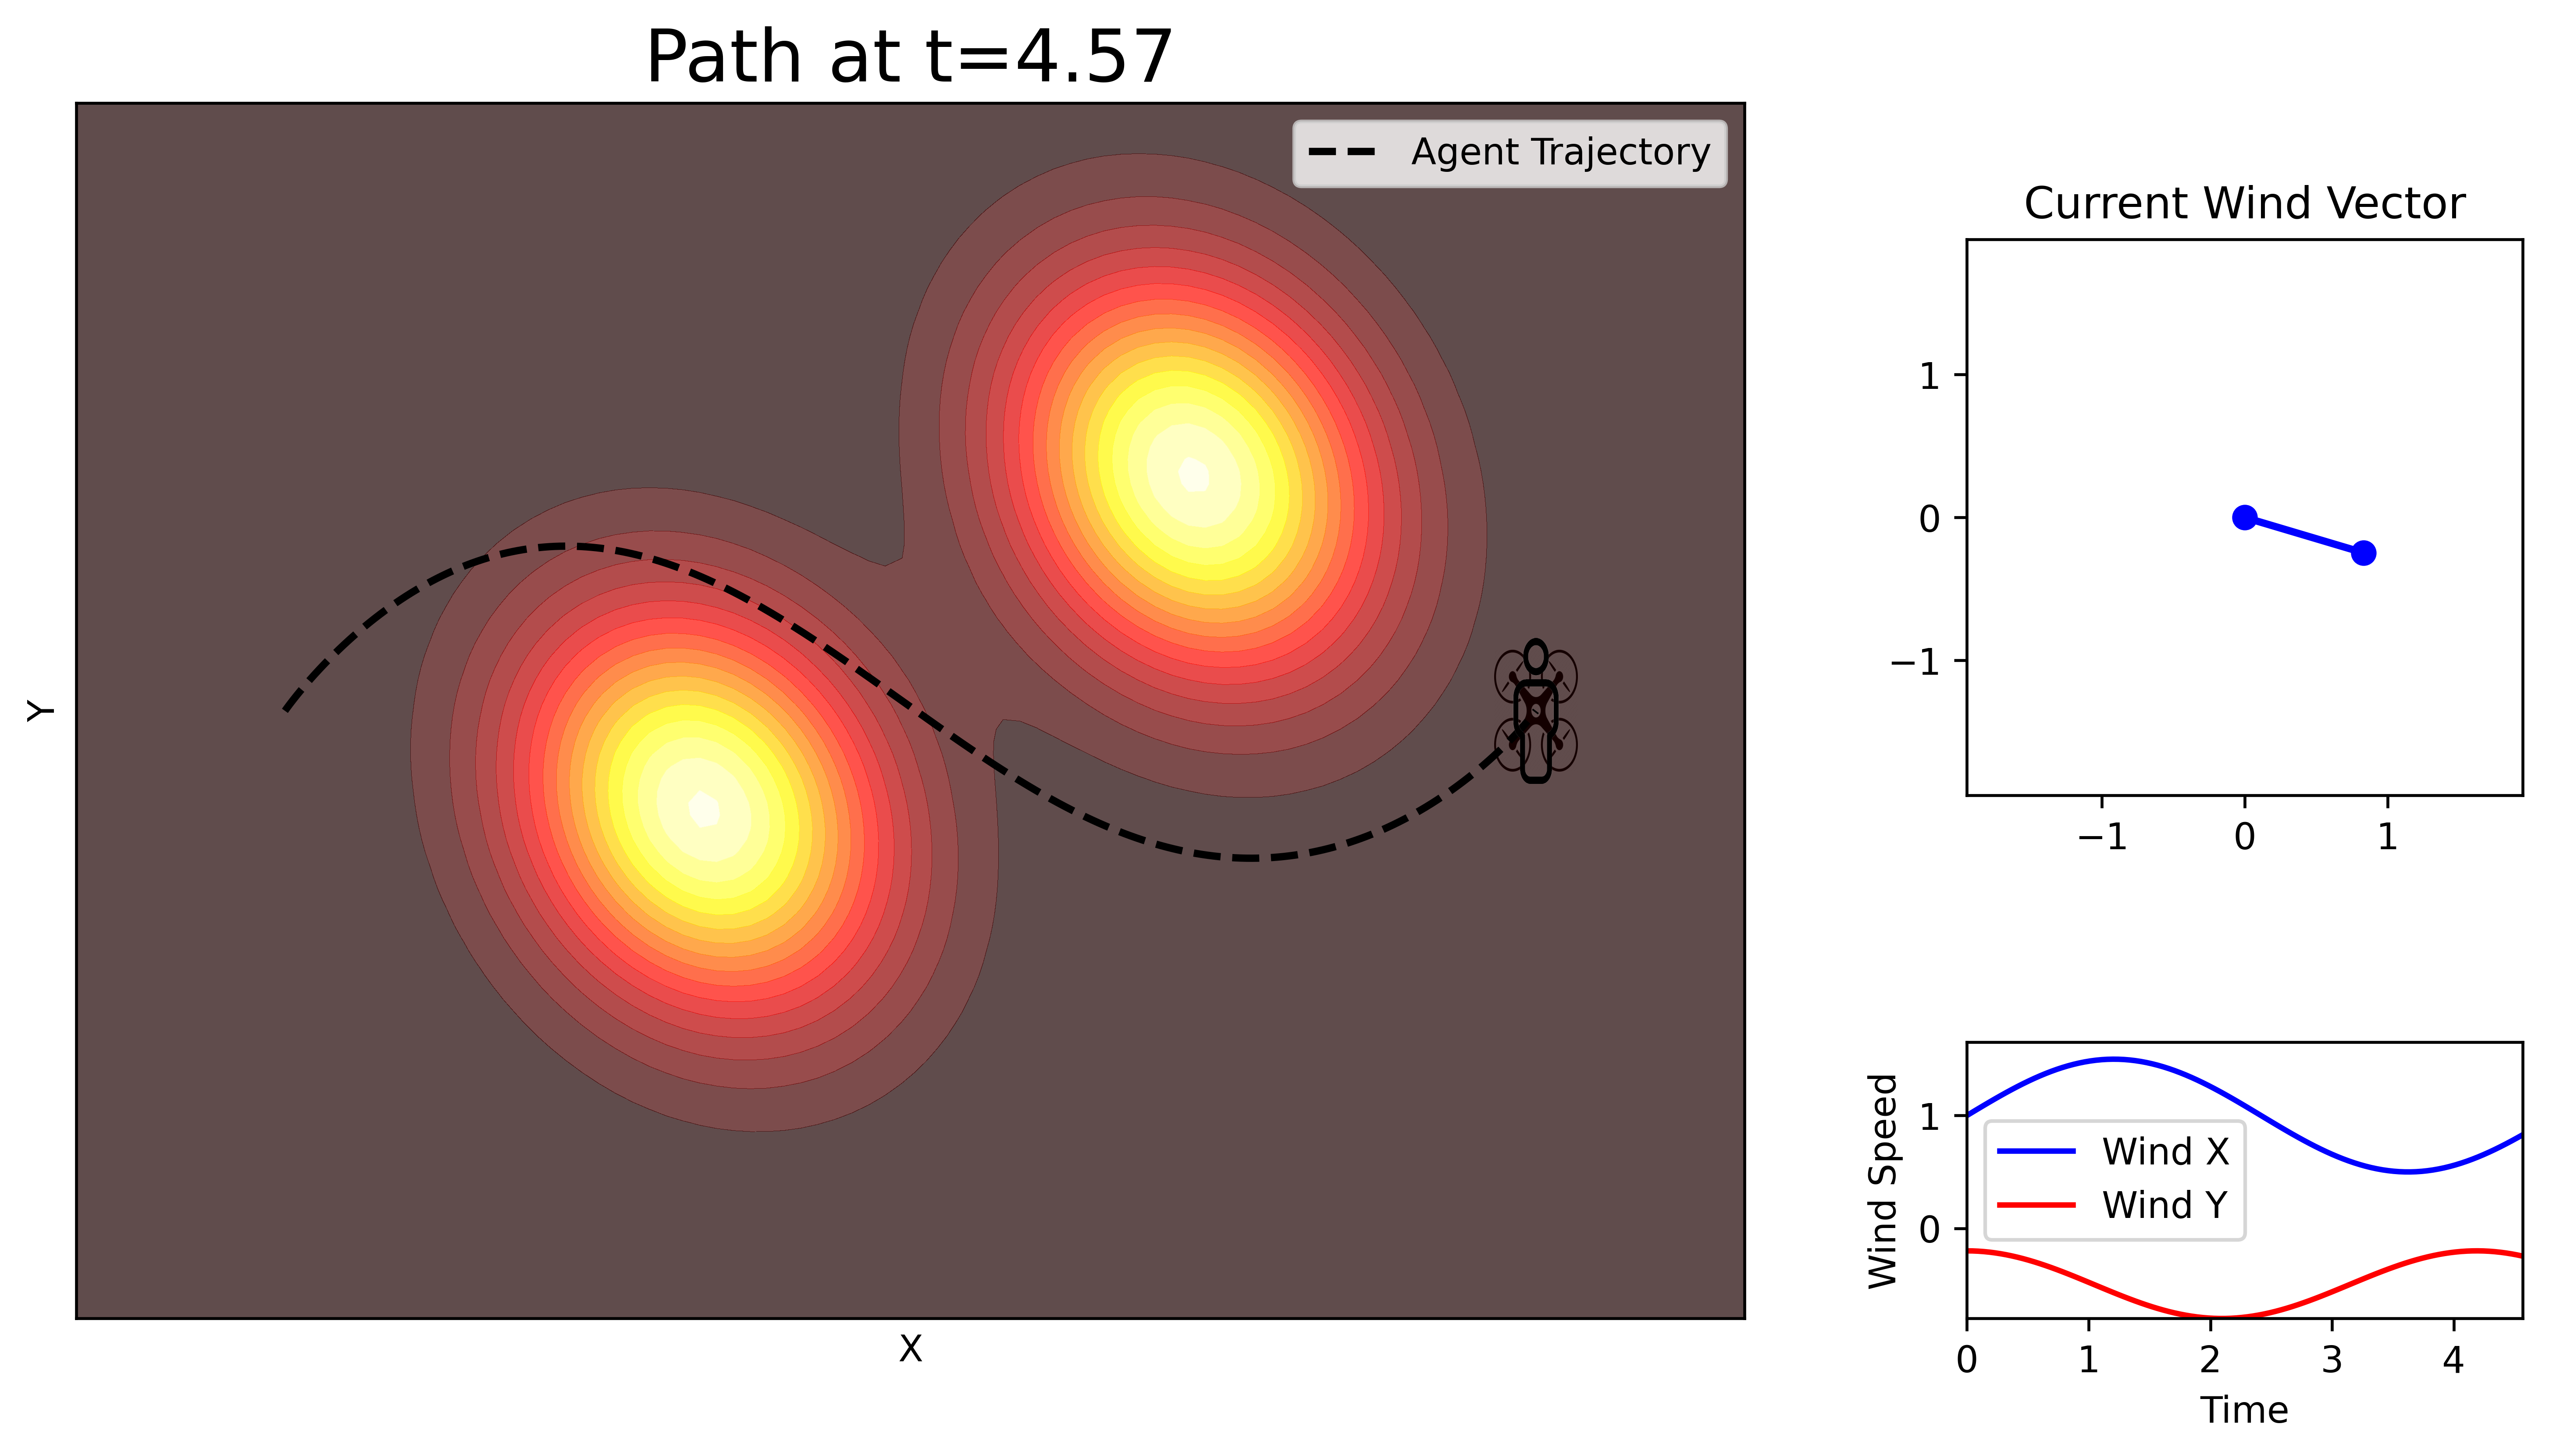 Path at t=4.57
Agent Trajectory
Y
X
Current Wind Vector
1
0
−1
−1 0 1
Wind Speed
1
0
Wind X
Wind Y
0 1 2 3 4
Time